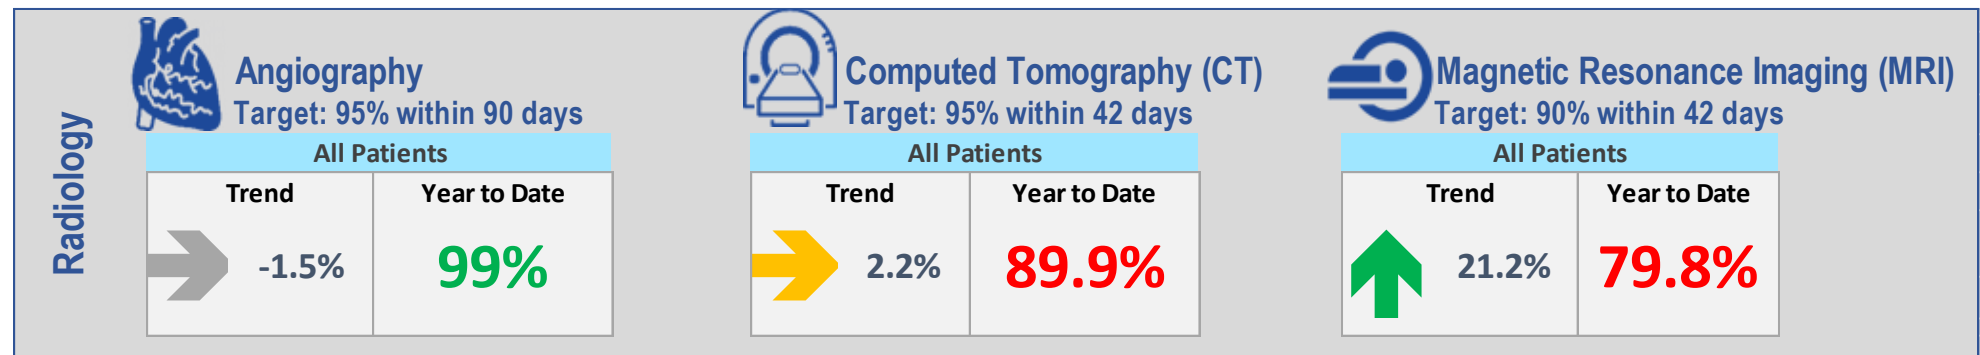 Radiology
Angiography
Target: 95% within 90 days
All Patients
Trend
Year to Date
-1.5%
99%
Computed Tomography (CT)
Target: 95% within 42 days
All Patients
Trend
Year to Date
2.2%
89.9%
Magnetic Resonance Imaging (MRI)
Target: 90% within 42 days
All Patients
Trend
Year to Date
21.2%
79.8%